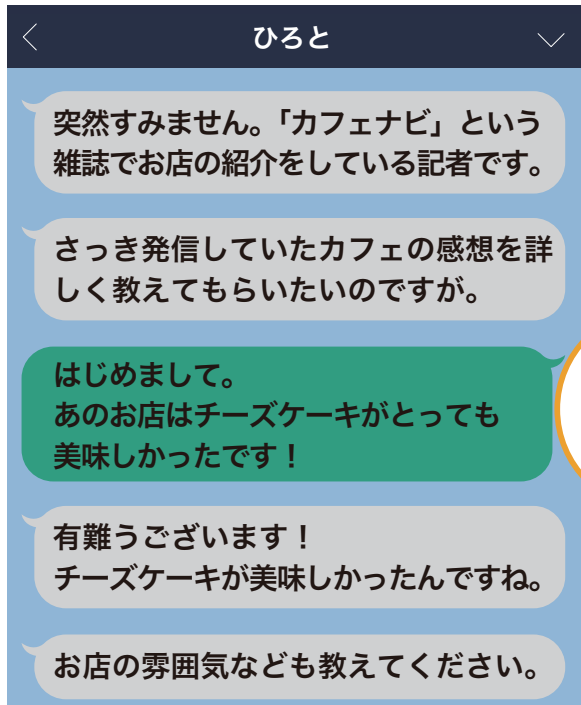 ひろと
突然すみません。「カフェナビ」という
雑誌でお店の紹介をしている記者です。
さっき発信していたカフェの感想を詳
しく教えてもらいたいのですが。
はじめまして。
あのお店はチーズケーキがとっても
美味しかったです！
有難うございます！
チーズケーキが美味しかったんですね。
お店の雰囲気なども教えてください。